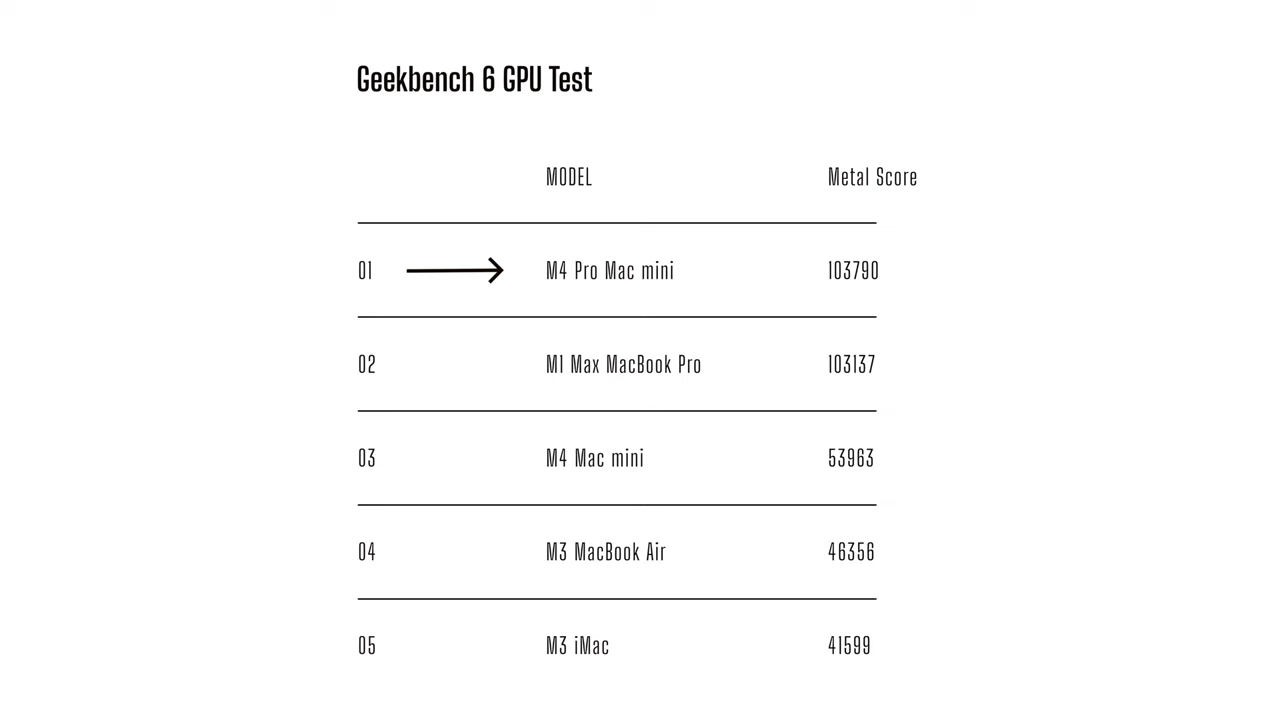 Geekbench 6 GPU Test
MODEL Metal Score
01 M4 Pro Mac mini 103790
02 M1 Max MacBook Pro 103137
03 M4 Mac mini 53963
04 M3 MacBook Air 46356
05 M3 iMac 41599